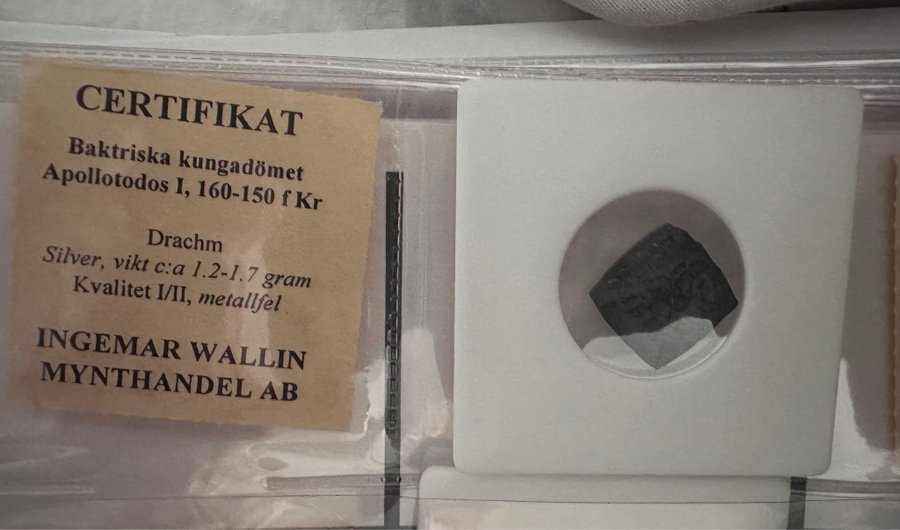 CERTIFIKAT
Baktriska kungadömet
Apollotodos I, 160-150 f Kr
Drachm
Silver, vikt c:a 1.2-1.7 gram
Kvalitet I/II, metallfel
INGEMAR WALLIN
MYNTHANDEL AB